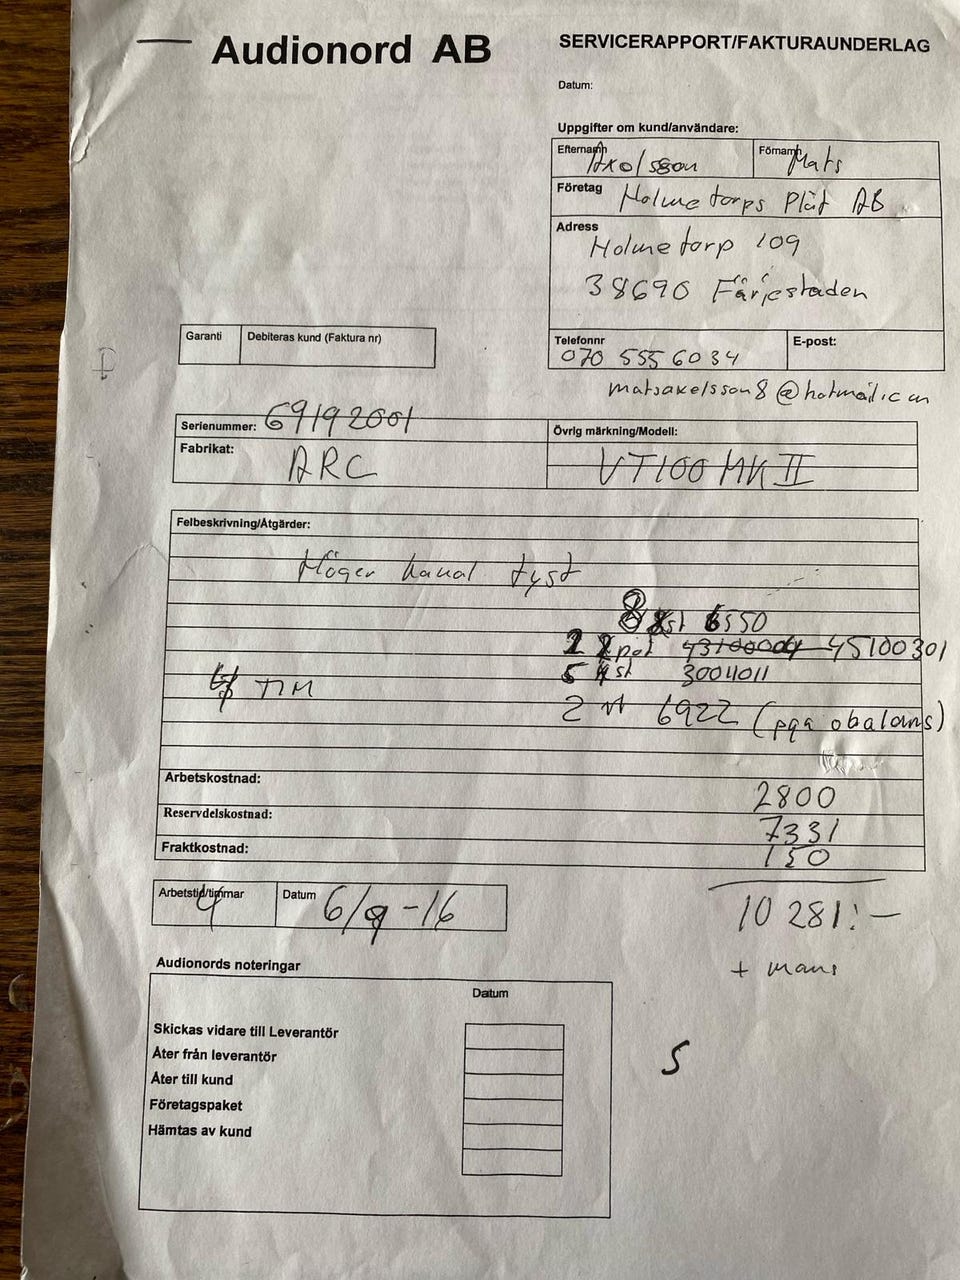 Audionord AB
SERVICERAPPORT/FAKTURAUNDERLAG
Datum:
Uppgifter om kund/användare:
Efternamn Axelsson Förnamn Mats
Företag Holmetorps Plåt AB
Adress
Holmetorp 109
38690 Färjestaden
Garanti Debiteras kund (Faktura nr)
Telefonnr E-post:
070 555 6034
matsaxelsson8@hotmail.com
Serienummer: 69192001 Övrig märkning/Modell:
Fabrikat: ARC VT100 MK II
Felbeskrivning/Åtgärder:
Höger kanal tyst
8 st 6550
2 par 43100004 45100301
5 st 30041011
TIM
2 st 6922 (pga obalans)
Arbetskostnad: 2800
Reservdelskostnad: 7331
Fraktkostnad: 150
Arbetstid/timmar 4 Datum 6/9-16
10 281:-
+ moms
Audionords noteringar
Datum
Skickas vidare till Leverantör
Åter från leverantör
Åter till kund
Företagspaket
Hämtas av kund
S